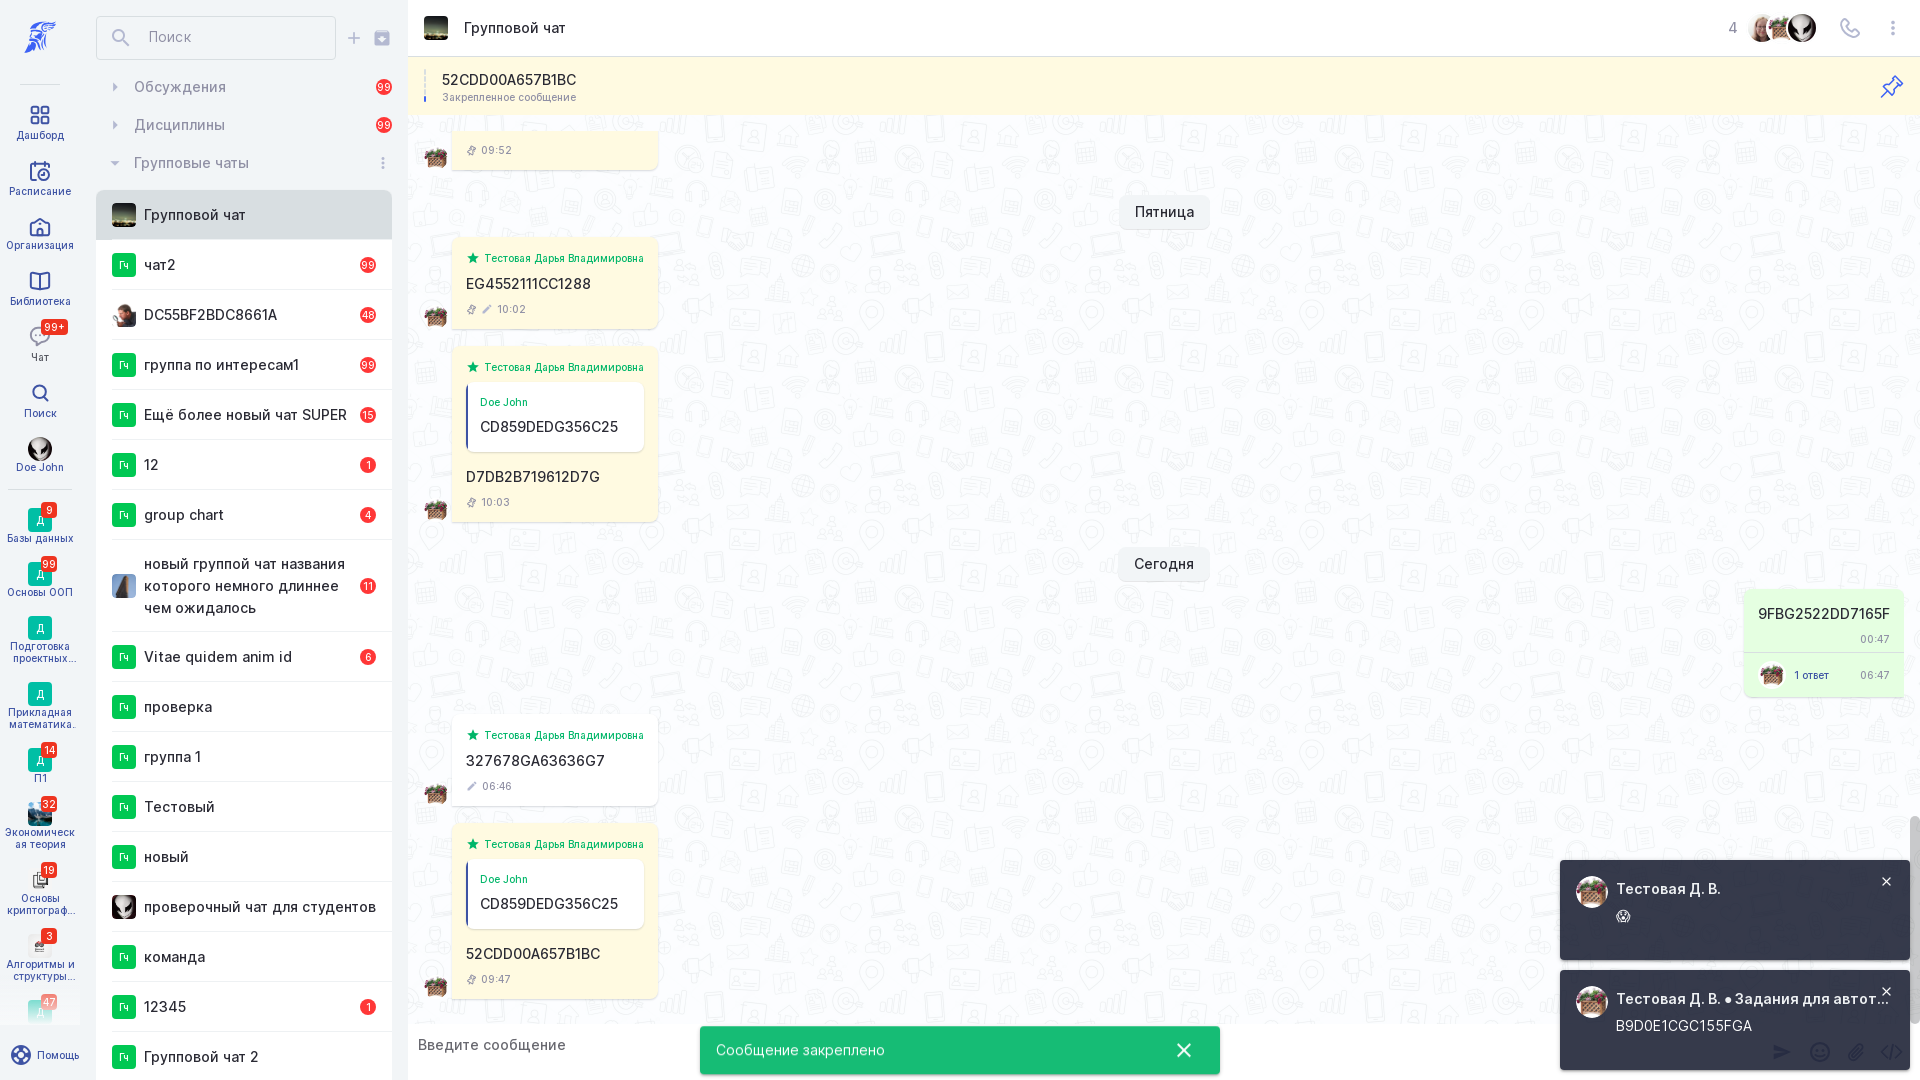 Дашборд
Расписание
Организация
Библиотека
99+
Чат
Поиск
Doe John
9
Д
Базы данных
99
Д
Основы ООП
Д
Подготовка
проектных...
Д
Прикладная
математика..
14
Д
П1
32
Экономическ
ая теория
19
Основы
криптограф...
3
Алгоритмы и
структуры...
47
Д
Помощь
Поиск
Обсуждения
99
Дисциплины
99
Групповые чаты
Групповой чат
Гч
чат2
99
DC55BF2BDC8661A
48
Гч
группа по интересам1
99
Гч
Ещё более новый чат SUPER
15
Гч
12
1
Гч
group chart
4
новый группой чат названия
которого немного длиннее
чем ожидалось
11
Гч
Vitae quidem anim id
6
Гч
проверка
Гч
группа 1
Гч
Тестовый
Гч
новый
проверочный чат для студентов
Гч
команда
Гч
12345
1
Гч
Групповой чат 2
Групповой чат
4
52CDD00A657B1BC
Закрепленное сообщение
09:52
Пятница
Тестовая Дарья Владимировна
EG4552111CC1288
10:02
Тестовая Дарья Владимировна
Doe John
CD859DEDG356C25
D7DB2B719612D7G
10:03
Сегодня
9FBG2522DD7165F
00:47
1 ответ
06:47
Тестовая Дарья Владимировна
327678GA63636G7
06:46
Тестовая Дарья Владимировна
Doe John
CD859DEDG356C25
52CDD00A657B1BC
09:47
Введите сообщение
Сообщение закреплено
Тестовая Д. В.
😱
Тестовая Д. В. • Задания для автот...
B9D0E1CGC155FGA